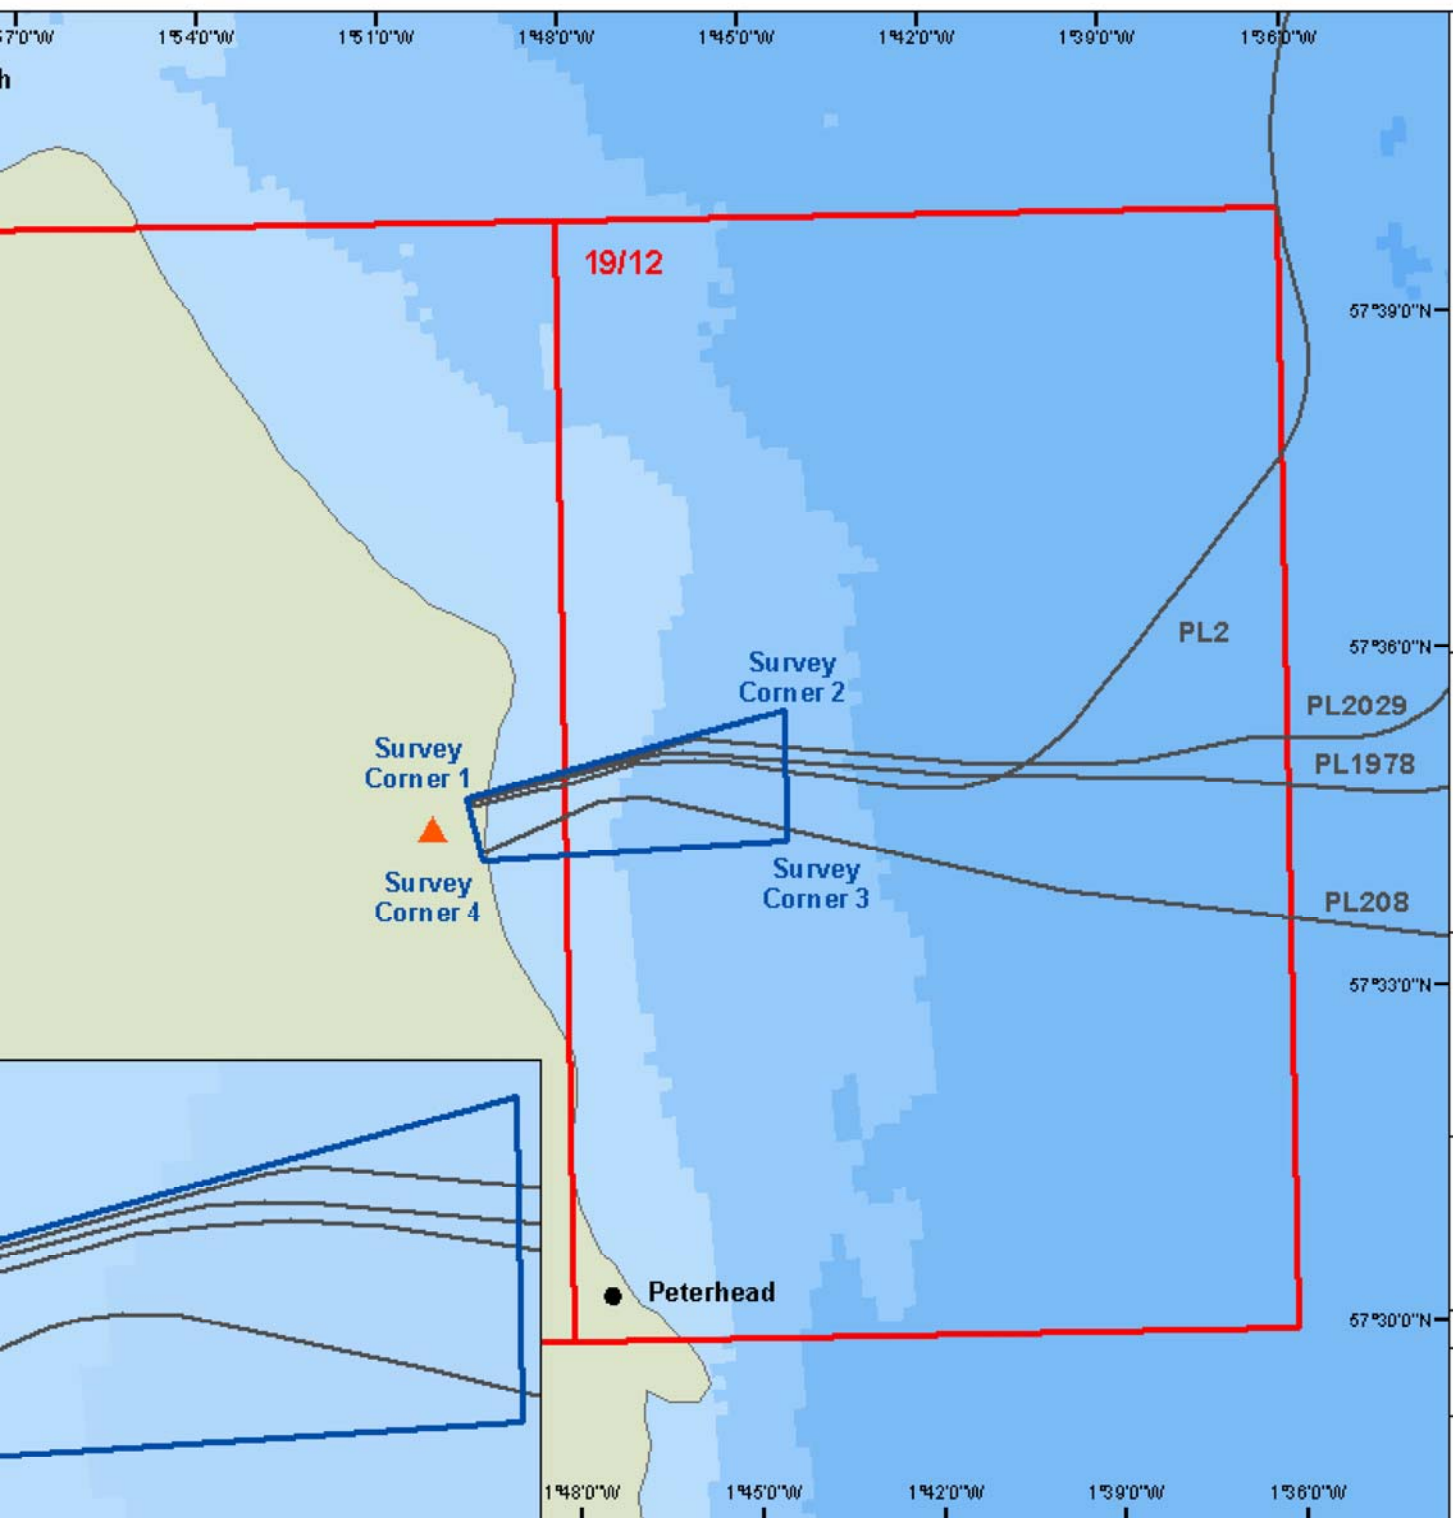 7'0"W 1°54'0"W 1°51'0"W 1°48'0"W 1°45'0"W 1°42'0"W 1°39'0"W 1°36'0"W
h
19/12
57°39'0"N
PL2
57°36'0"N
Survey
Corner 2
PL2029
Survey
Corner 1
PL1978
Survey
Corner 3
Survey
Corner 4
PL208
57°33'0"N
Peterhead
57°30'0"N
1°48'0"W 1°45'0"W 1°42'0"W 1°39'0"W 1°36'0"W